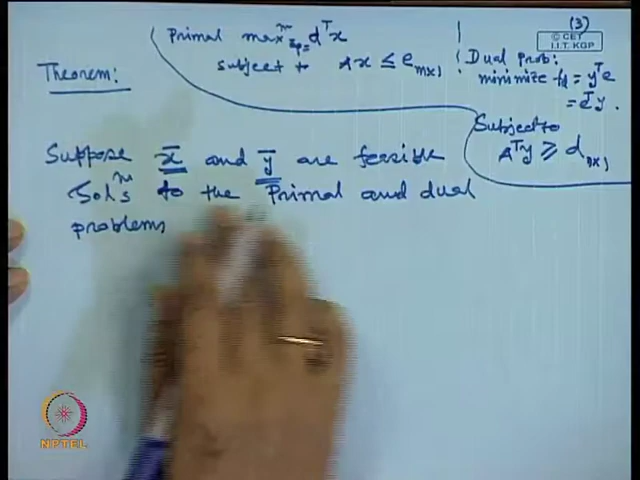 (3)
© CET
I.I.T. KGP
Primal max f_p = d^T x
subject to Ax ≤ e_{m×1}
Dual prob:
minimize f_d = y^T e
= e^T y.
Subject to
A^T y ≥ d_{n×1}
Theorem:
Suppose x̄ and ȳ are feasible
Sol^n s to the Primal and dual
problems
NPTEL